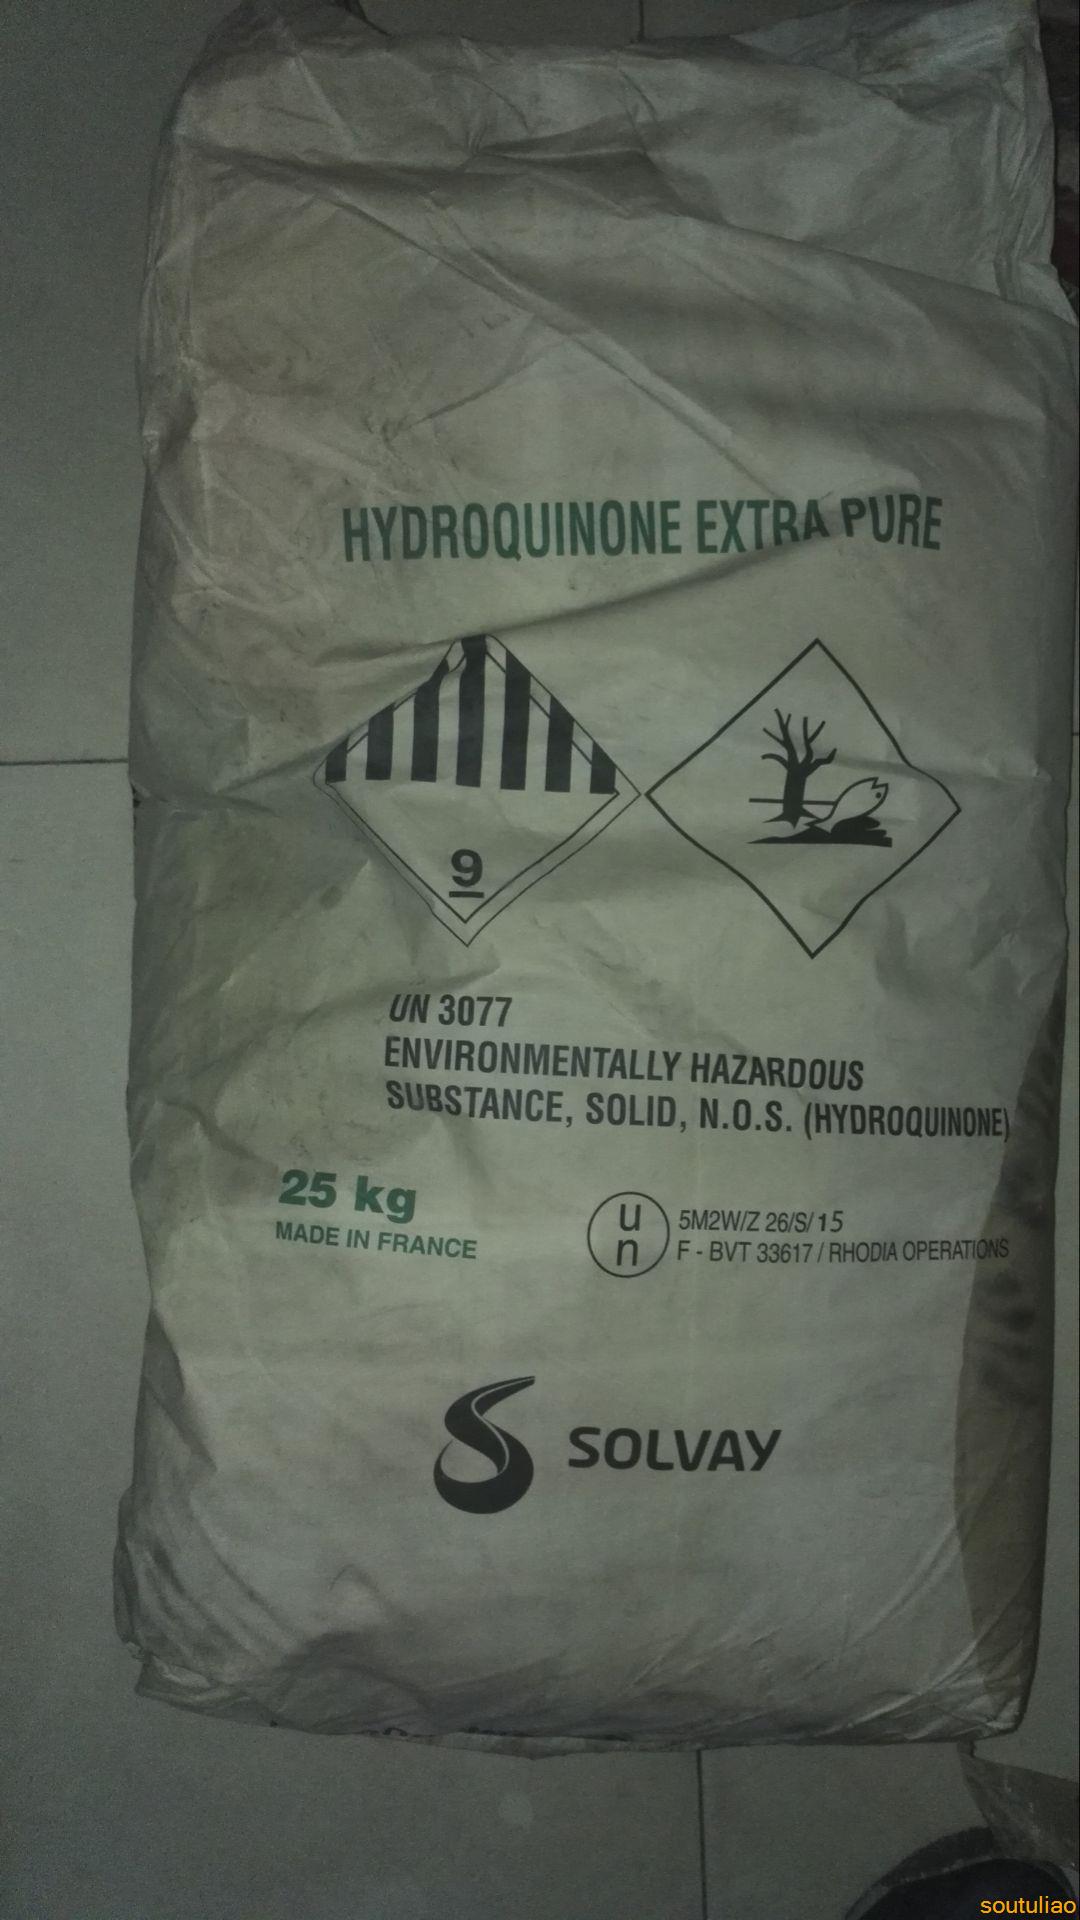 HYDROQUINONE EXTRA PURE
9
UN 3077
ENVIRONMENTALLY HAZARDOUS
SUBSTANCE, SOLID, N.O.S. (HYDROQUINONE)
25 kg
MADE IN FRANCE
u
n
5M2W/Z 26/S/15
F - BVT 33617 / RHODIA OPERATIONS
SOLVAY
soutuliao